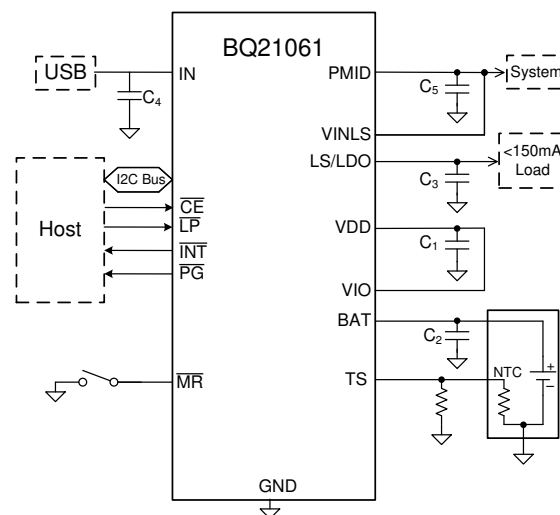 BQ21061
USB
IN
PMID
System
C4
C5
VINLS
<150mA
Load
LS/LDO
I2C Bus
C3
CE
LP
Host
INT
PG
VDD
C1
VIO
BAT
C2
NTC
+
−
TS
MR
GND